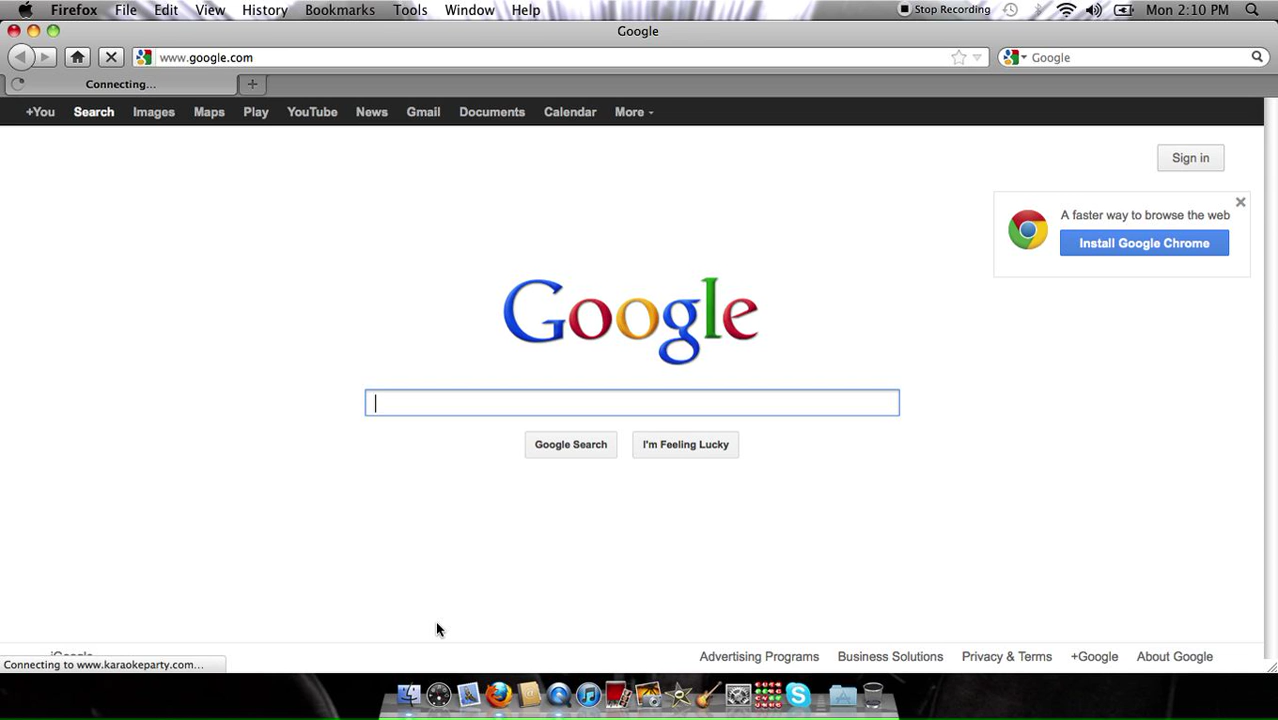 Firefox File Edit View History Bookmarks Tools Window Help Stop Recording Mon 2:10 PM
Google
www.google.com Google
Connecting...
+You Search Images Maps Play YouTube News Gmail Documents Calendar More
Sign in
A faster way to browse the web
Install Google Chrome
Google
Google Search I'm Feeling Lucky
iGoogle Advertising Programs Business Solutions Privacy & Terms +Google About Google
Connecting to www.karaokeparty.com...